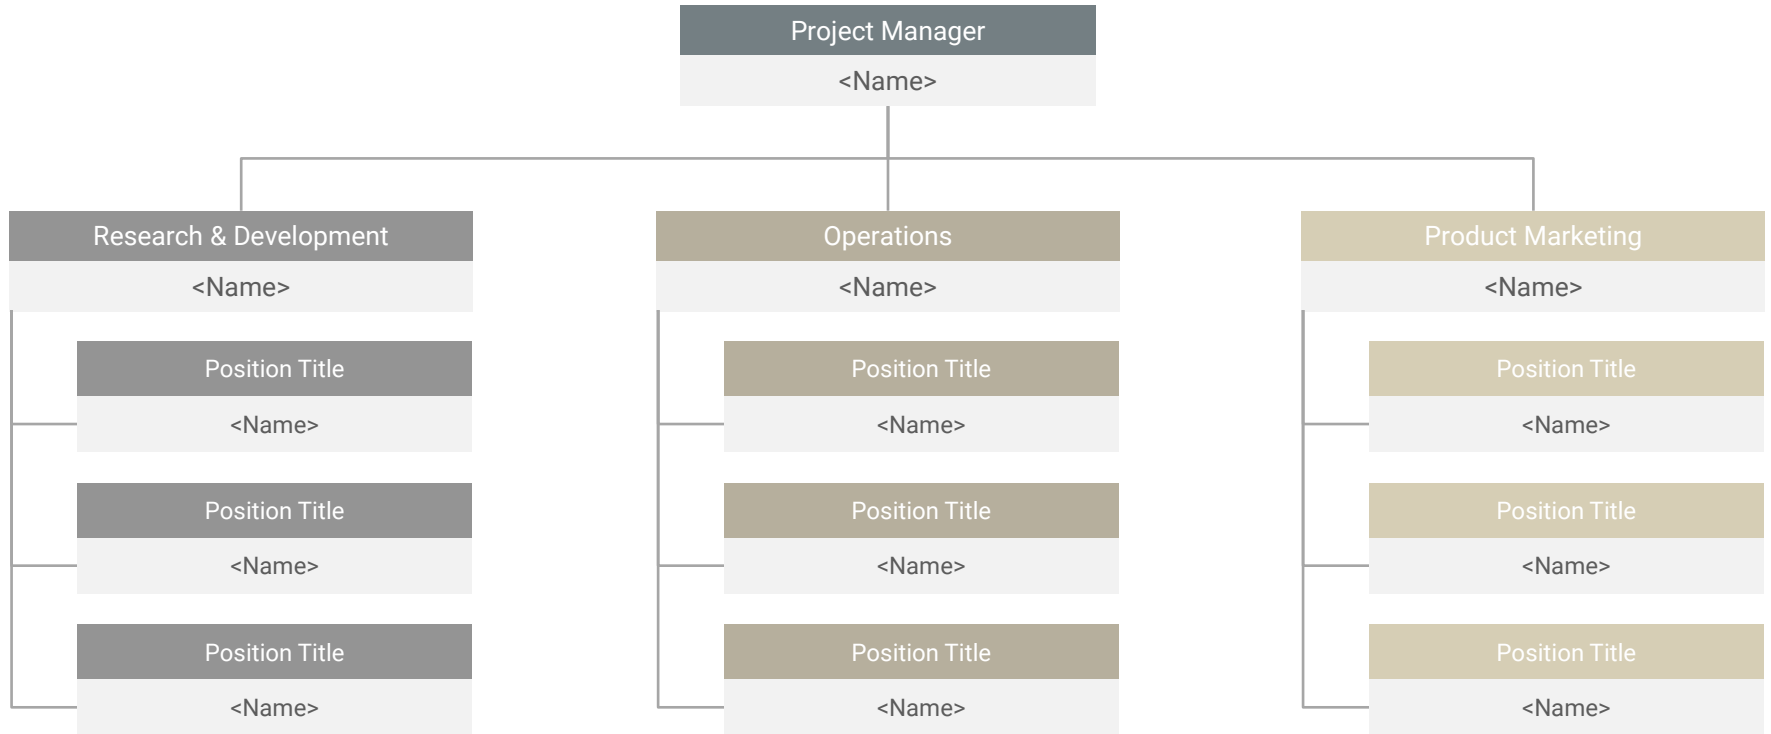 Project Manager
<Name>
Research & Development
<Name>
Position Title
<Name>
Position Title
<Name>
Position Title
<Name>
Operations
<Name>
Position Title
<Name>
Position Title
<Name>
Position Title
<Name>
Product Marketing
<Name>
Position Title
<Name>
Position Title
<Name>
Position Title
<Name>